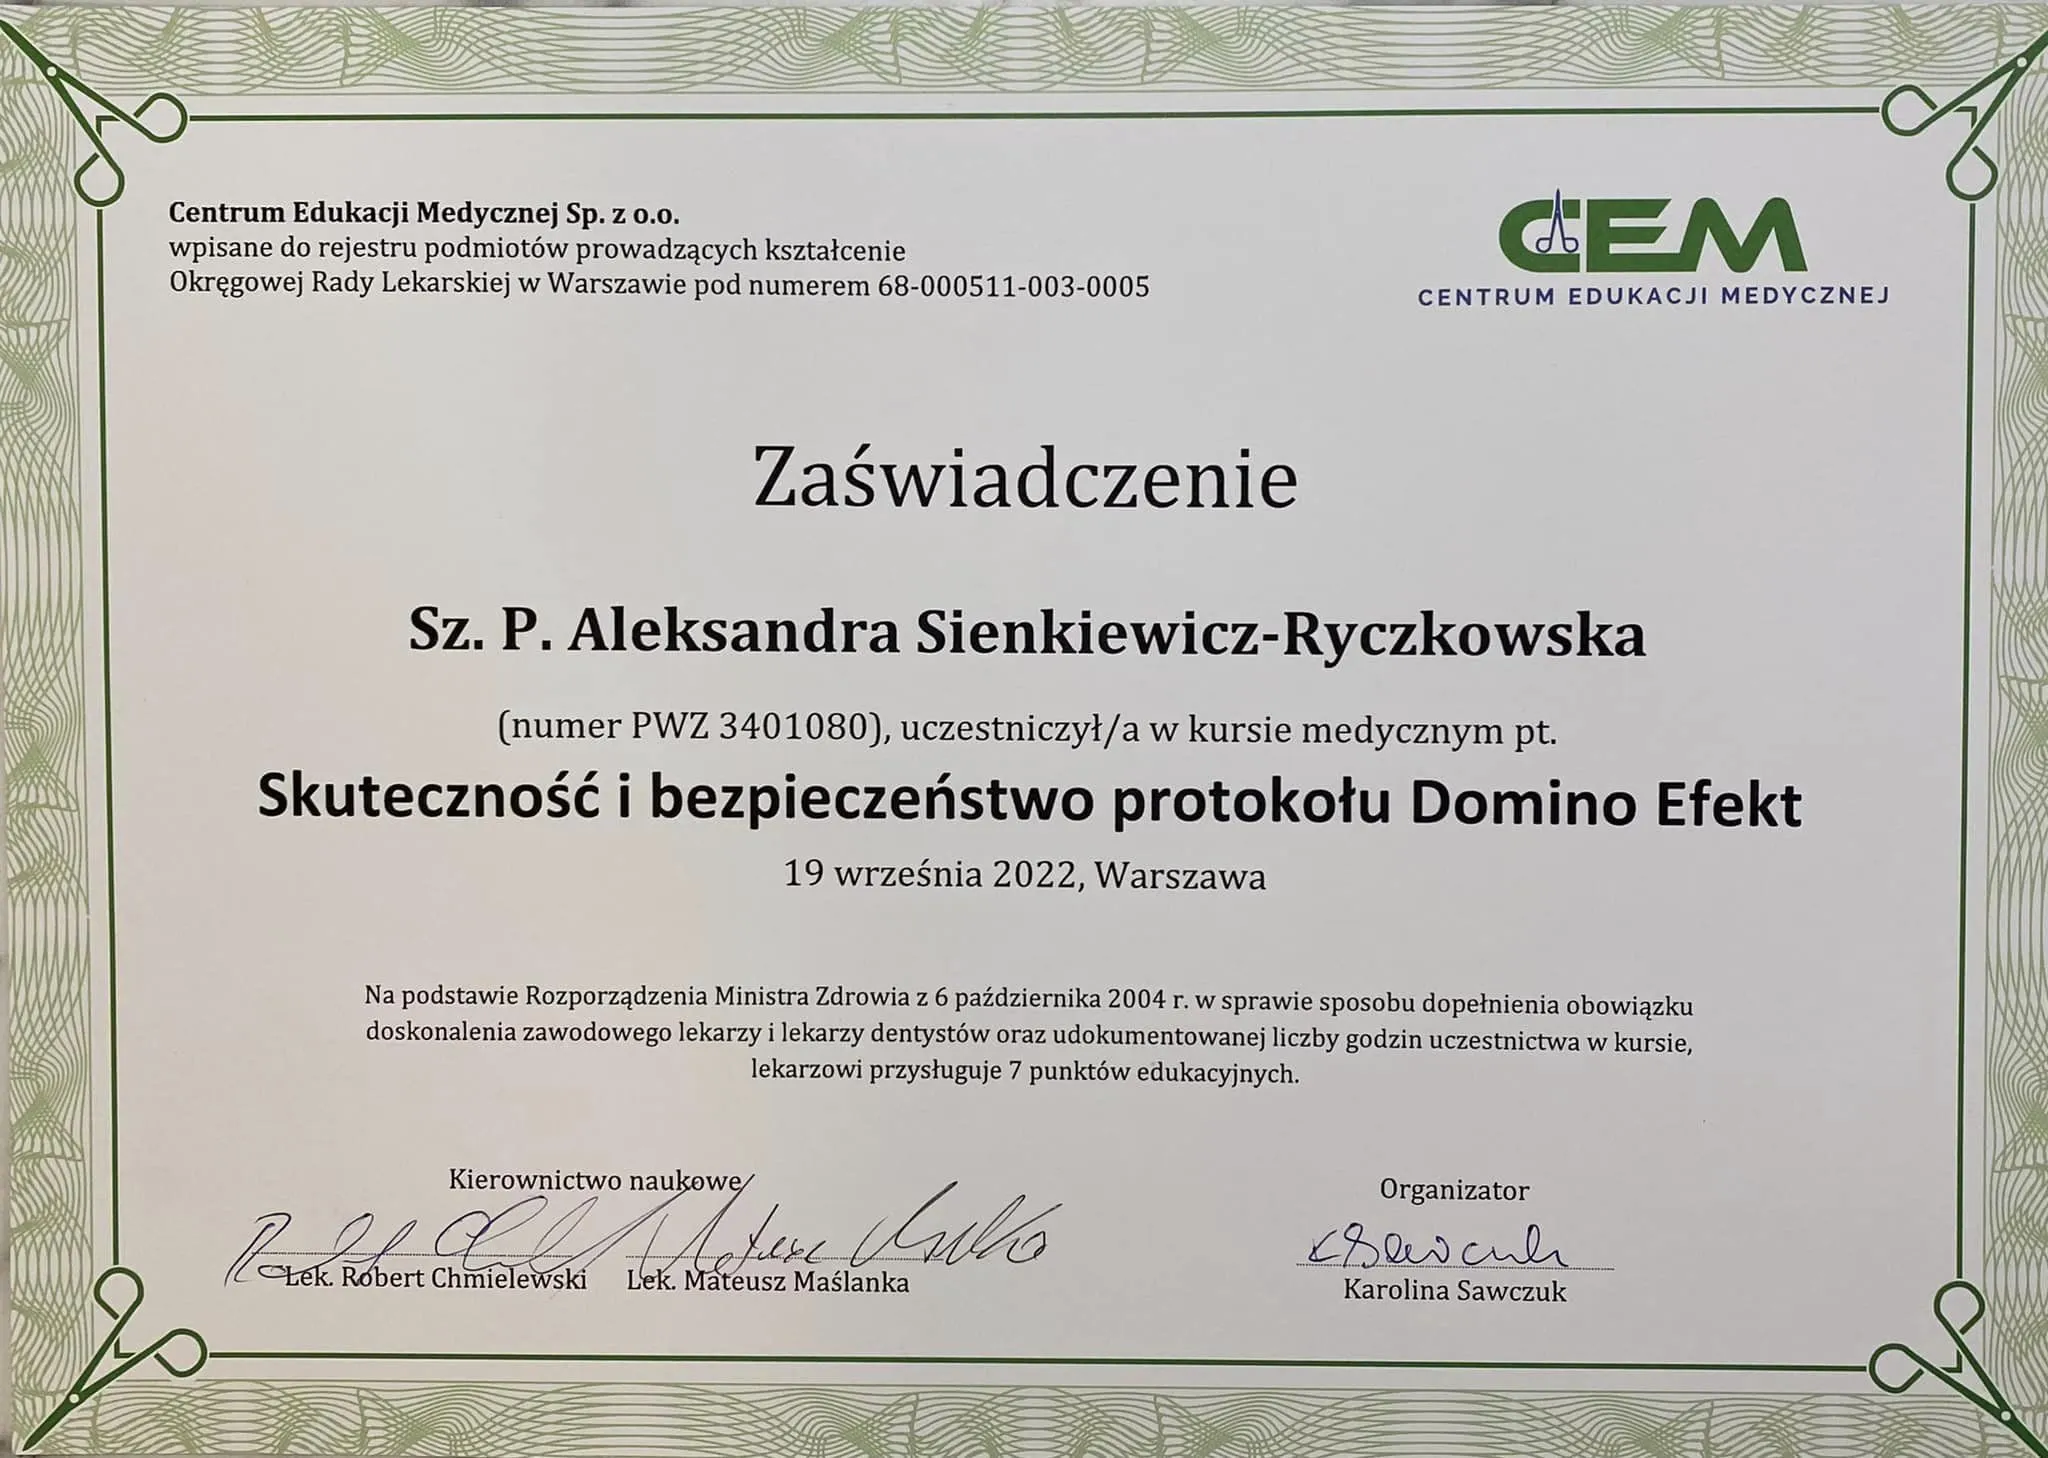 Centrum Edukacji Medycznej Sp. z o.o.
wpisane do rejestru podmiotów prowadzących kształcenie
Okręgowej Rady Lekarskiej w Warszawie pod numerem 68-000511-003-0005
CEM
CENTRUM EDUKACJI MEDYCZNEJ
Zaświadczenie
Sz. P. Aleksandra Sienkiewicz-Ryczkowska
(numer PWZ 3401080), uczestniczył/a w kursie medycznym pt.
Skuteczność i bezpieczeństwo protokołu Domino Efekt
19 września 2022, Warszawa
Na podstawie Rozporządzenia Ministra Zdrowia z 6 października 2004 r. w sprawie sposobu dopełnienia obowiązku
doskonalenia zawodowego lekarzy i lekarzy dentystów oraz udokumentowanej liczby godzin uczestnictwa w kursie,
lekarzowi przysługuje 7 punktów edukacyjnych.
Kierownictwo naukowe
Lek. Robert Chmielewski
Lek. Mateusz Maślanka
Organizator
KSawczuk
Karolina Sawczuk